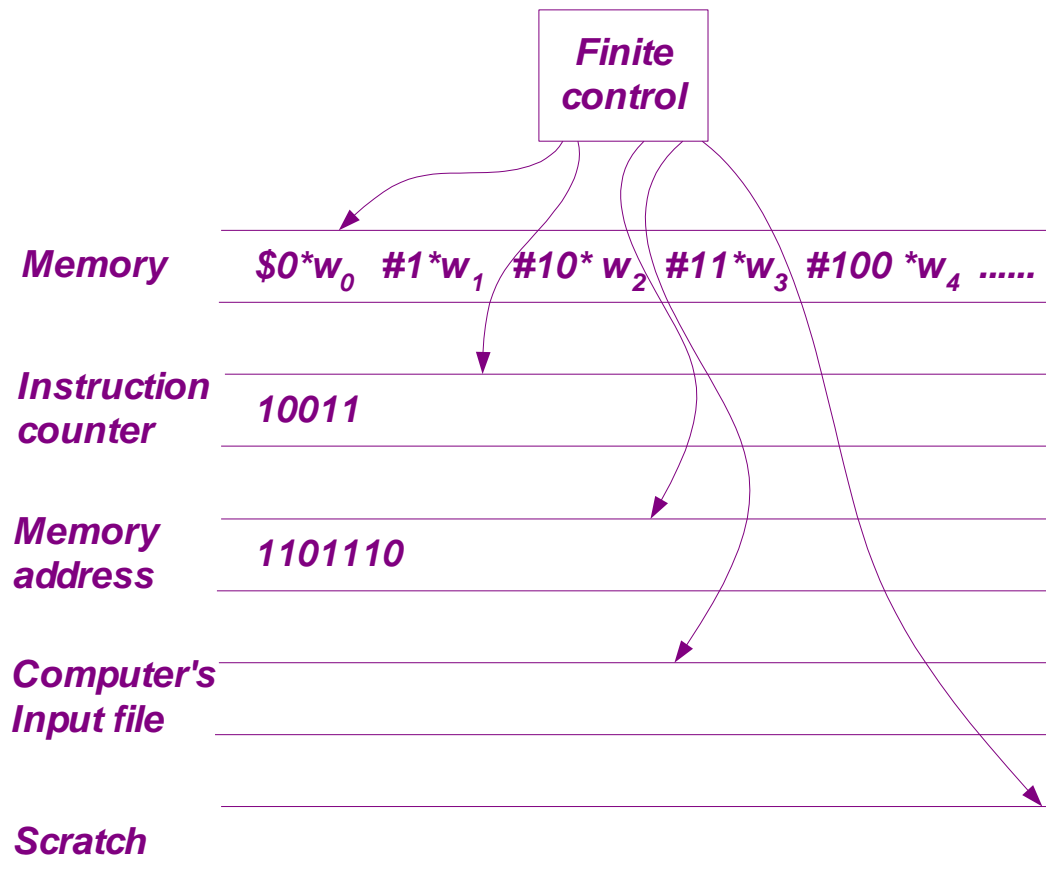 Finite
control
Memory
$0*w₀ #1*w₁ #10* w₂ #11*w₃ #100 *w₄ ......
Instruction
counter
10011
Memory
address
1101110
Computer's
Input file
Scratch